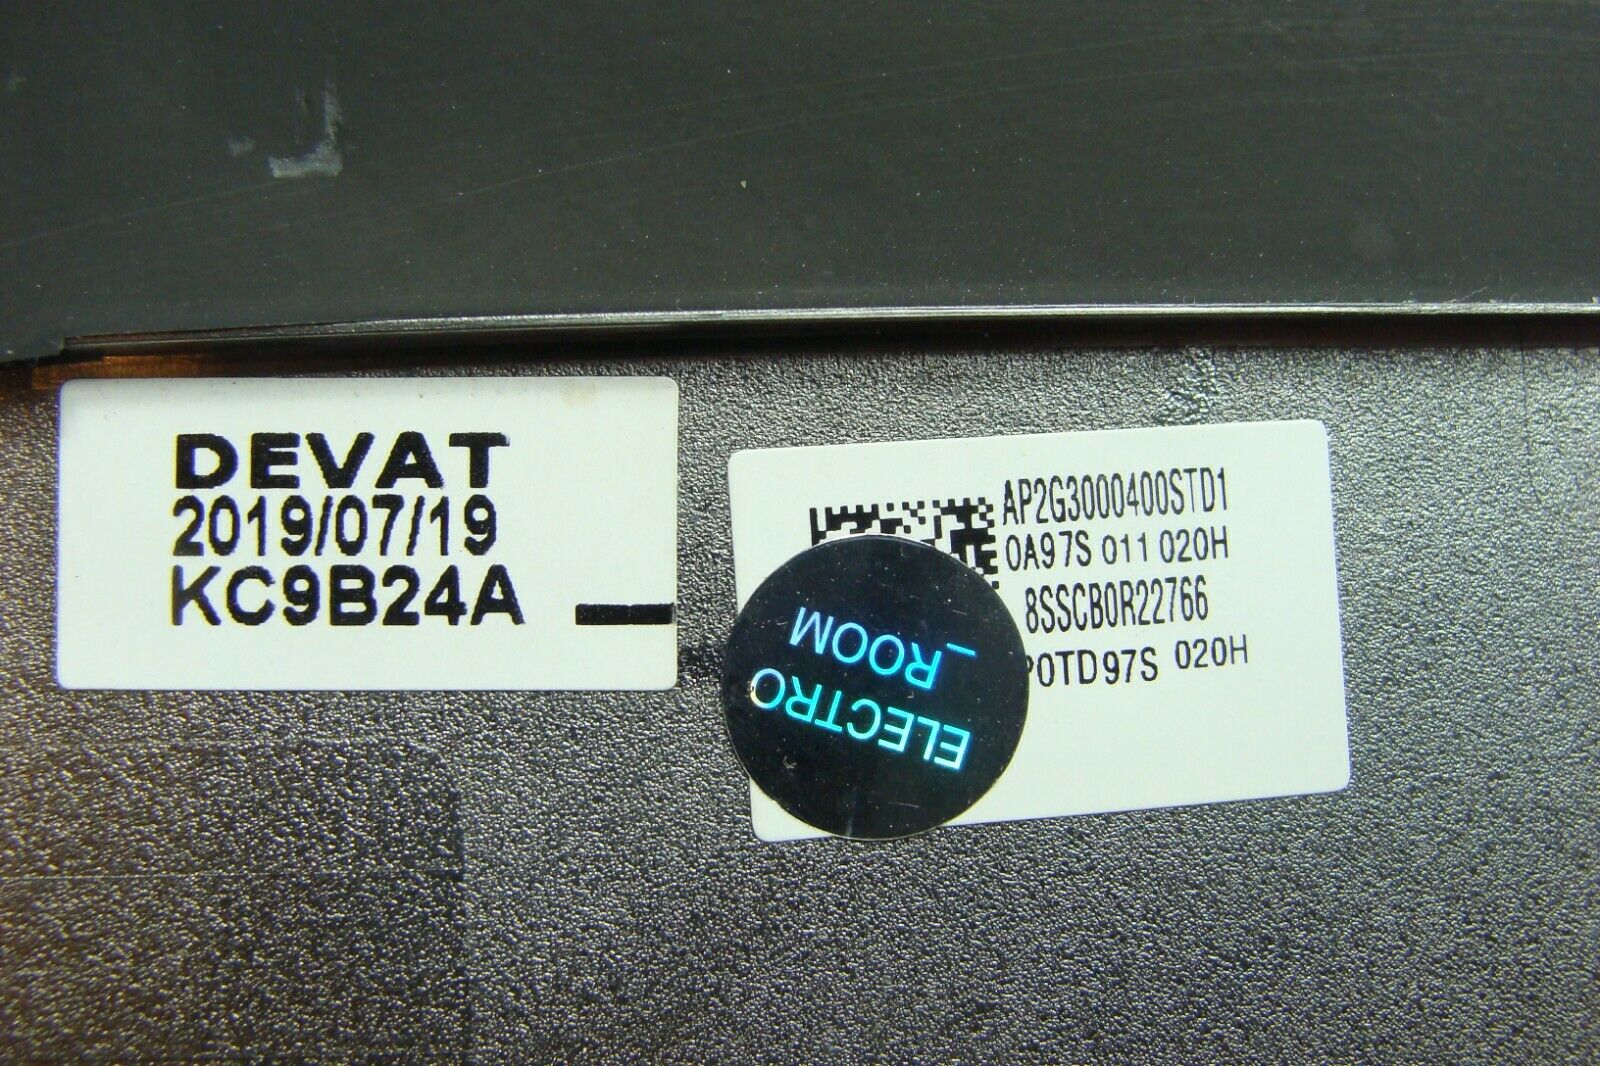 DEVAT
2019/07/19
KC9B24A
AP2G3000400STD1
0A97S 011 020H
8SSCB0R22766
P0TD97S 020H
ELECTRO
_ROOM